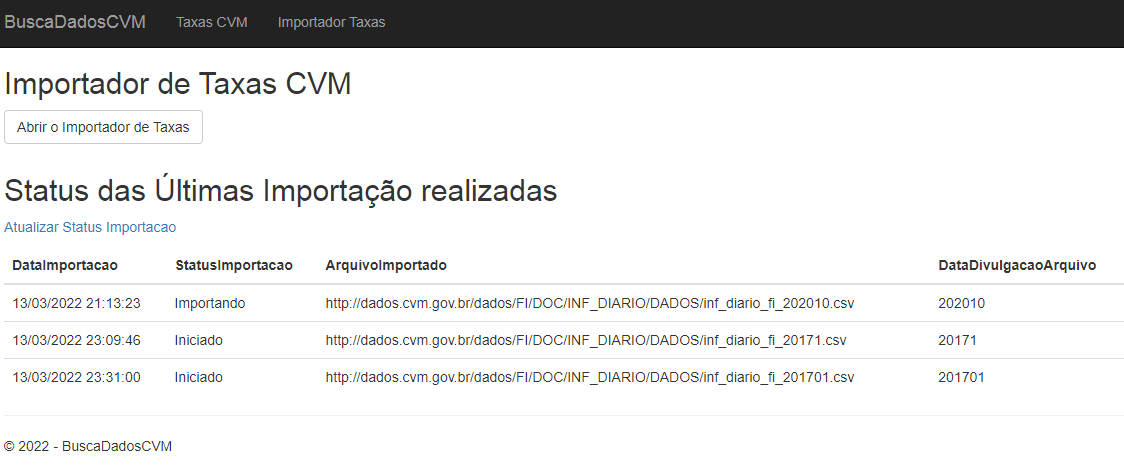 BuscaDadosCVM Taxas CVM Importador Taxas
Importador de Taxas CVM
Abrir o Importador de Taxas
Status das Últimas Importação realizadas
Atualizar Status Importacao
DataImportacao StatusImportacao ArquivoImportado DataDivulgacaoArquivo
13/03/2022 21:13:23 Importando http://dados.cvm.gov.br/dados/FI/DOC/INF_DIARIO/DADOS/inf_diario_fi_202010.csv 202010
13/03/2022 23:09:46 Iniciado http://dados.cvm.gov.br/dados/FI/DOC/INF_DIARIO/DADOS/inf_diario_fi_20171.csv 20171
13/03/2022 23:31:00 Iniciado http://dados.cvm.gov.br/dados/FI/DOC/INF_DIARIO/DADOS/inf_diario_fi_201701.csv 201701
© 2022 - BuscaDadosCVM